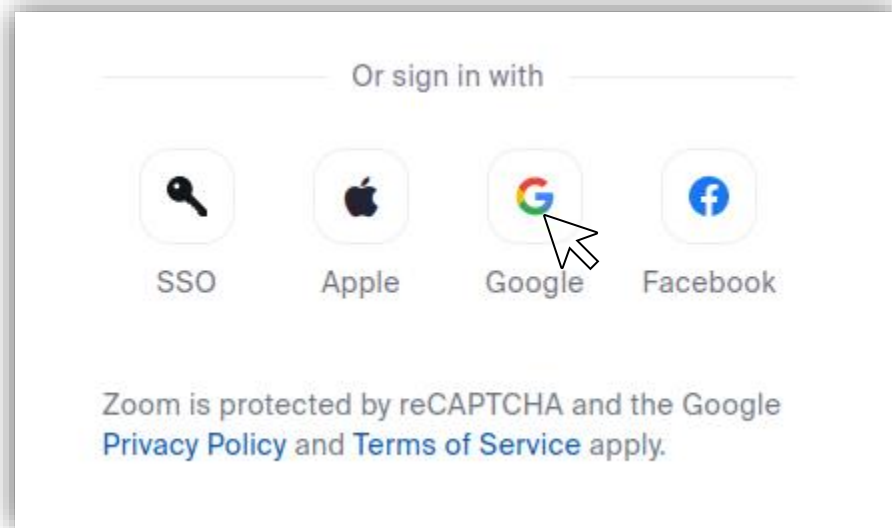 Or sign in with
SSO Apple Google Facebook
Zoom is protected by reCAPTCHA and the Google
Privacy Policy and Terms of Service apply.